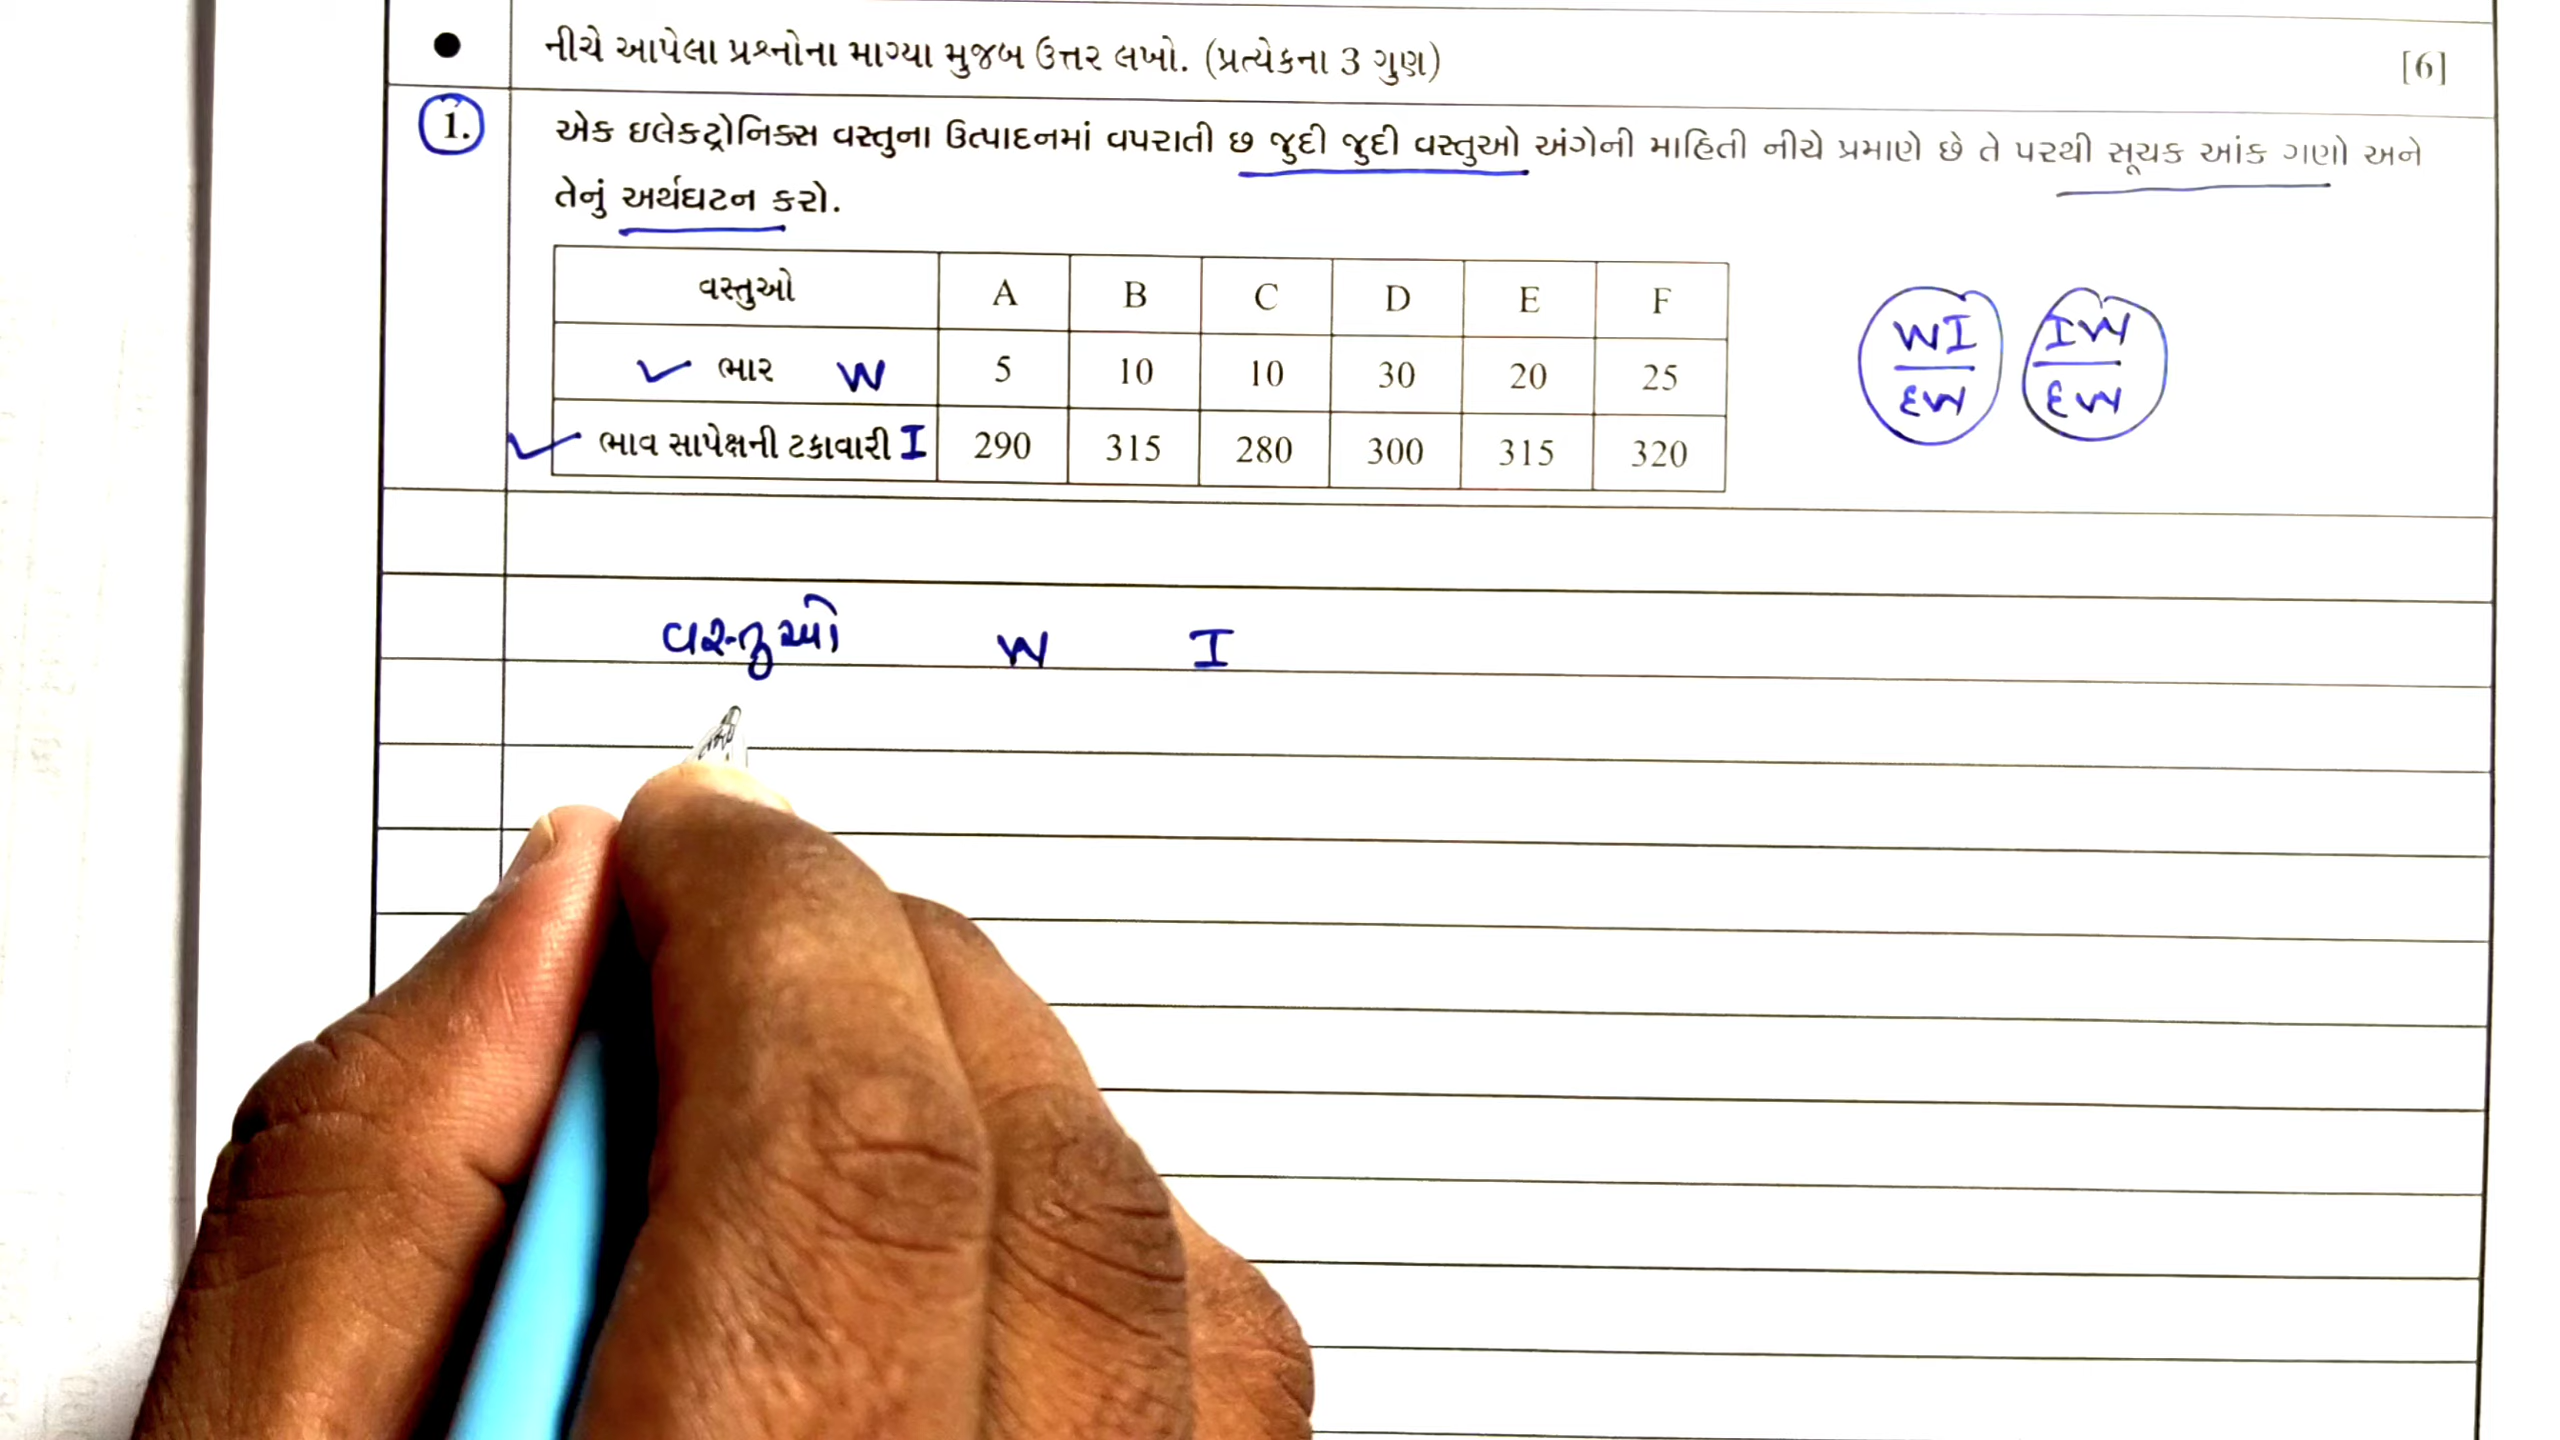 ● નીચે આપેલા પ્રશ્નોના માગ્યા મુજબ ઉત્તર લખો. (પ્રત્યેકના 3 ગુણ) [6]
1. એક ઇલેક્ટ્રોનિક્સ વસ્તુના ઉત્પાદનમાં વપરાતી છ જુદી જુદી વસ્તુઓ અંગેની માહિતી નીચે પ્રમાણે છે તે પરથી સૂચક આંક ગણો અને
તેનું અર્થઘટન કરો.
વસ્તુઓ A B C D E F
ભાર W 5 10 10 30 20 25
ભાવ સાપેક્ષની ટકાવારી I 290 315 280 300 315 320
WI IW
ƐW ƐW
વસ્તુઓ W I